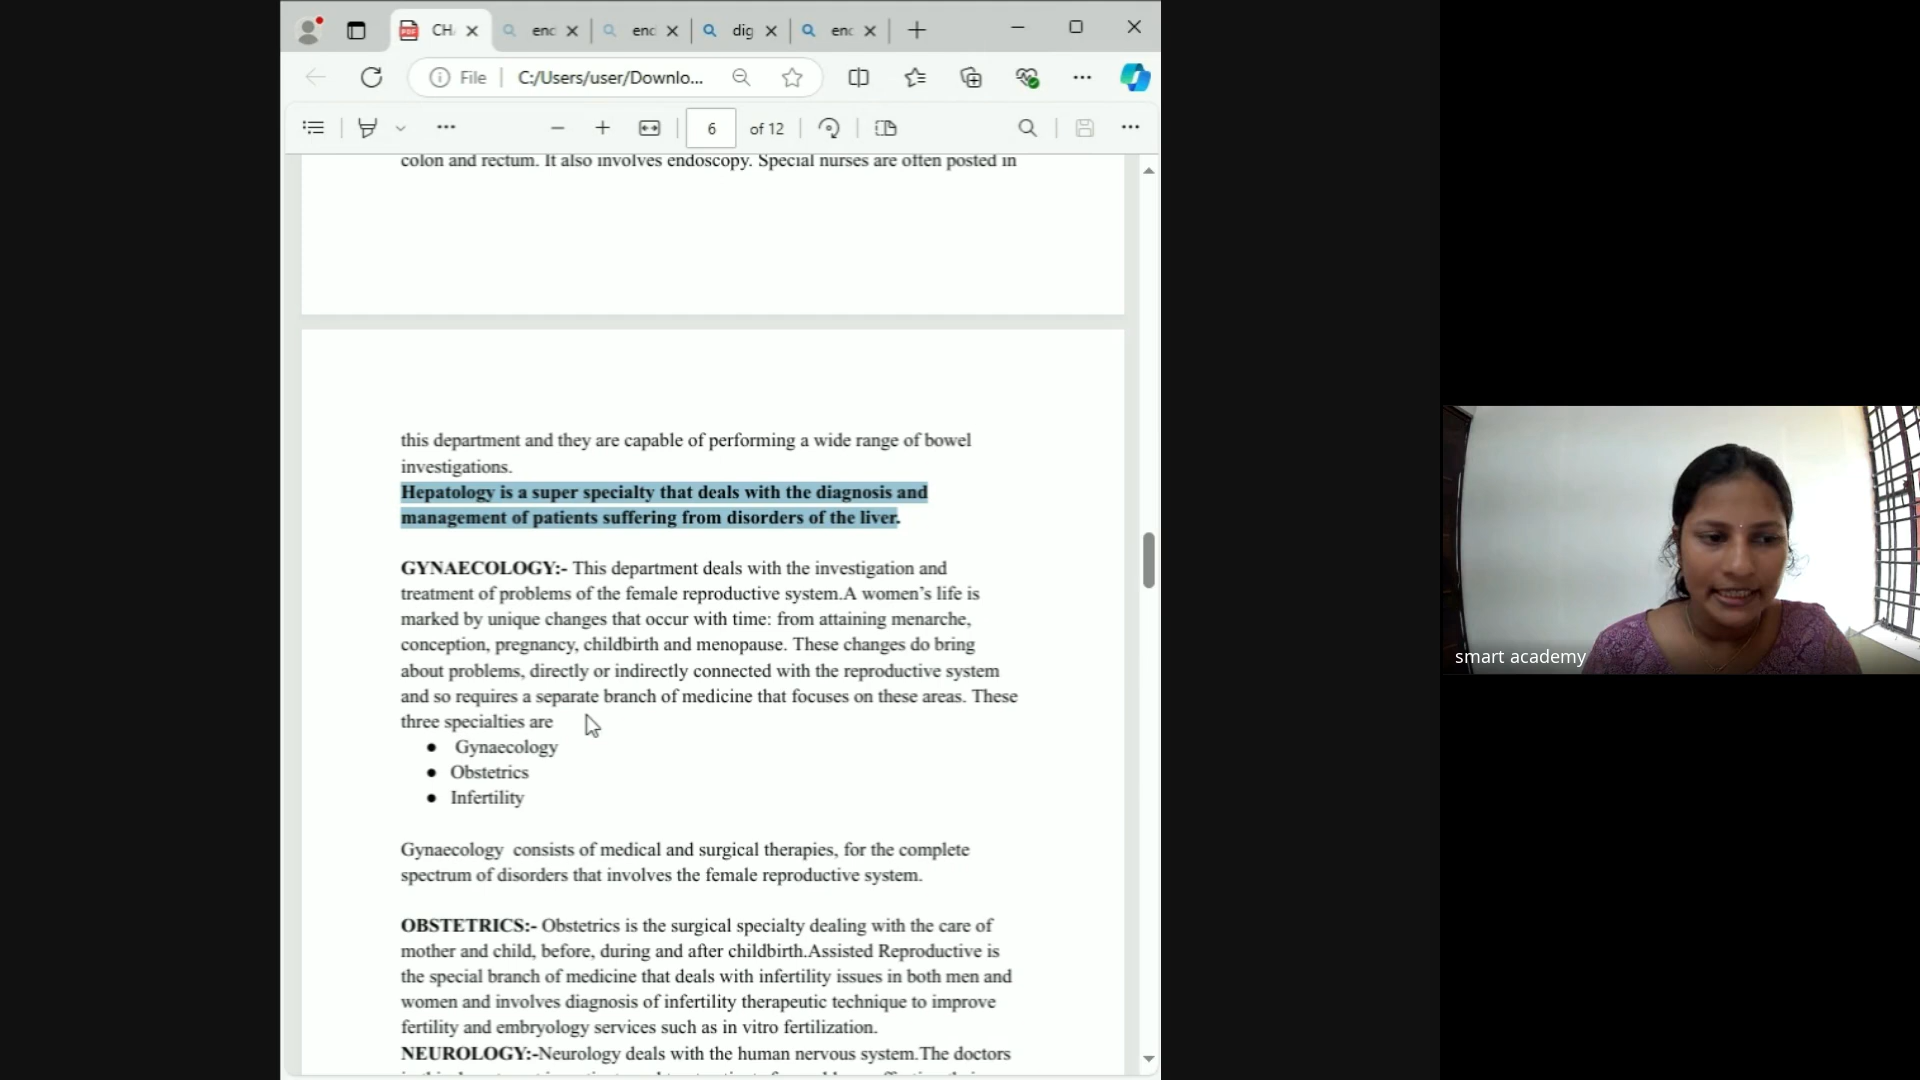 CH
enc
enc
dig
enc
File
C:/Users/user/Downlo...
6 of 12
colon and rectum. It also involves endoscopy. Special nurses are often posted in
this department and they are capable of performing a wide range of bowel
investigations.
Hepatology is a super specialty that deals with the diagnosis and
management of patients suffering from disorders of the liver.
GYNAECOLOGY:- This department deals with the investigation and
treatment of problems of the female reproductive system.A women’s life is
marked by unique changes that occur with time: from attaining menarche,
conception, pregnancy, childbirth and menopause. These changes do bring
about problems, directly or indirectly connected with the reproductive system
and so requires a separate branch of medicine that focuses on these areas. These
three specialties are
● Gynaecology
● Obstetrics
● Infertility
Gynaecology consists of medical and surgical therapies, for the complete
spectrum of disorders that involves the female reproductive system.
OBSTETRICS:- Obstetrics is the surgical specialty dealing with the care of
mother and child, before, during and after childbirth.Assisted Reproductive is
the special branch of medicine that deals with infertility issues in both men and
women and involves diagnosis of infertility therapeutic technique to improve
fertility and embryology services such as in vitro fertilization.
NEUROLOGY:-Neurology deals with the human nervous system.The doctors
smart academy